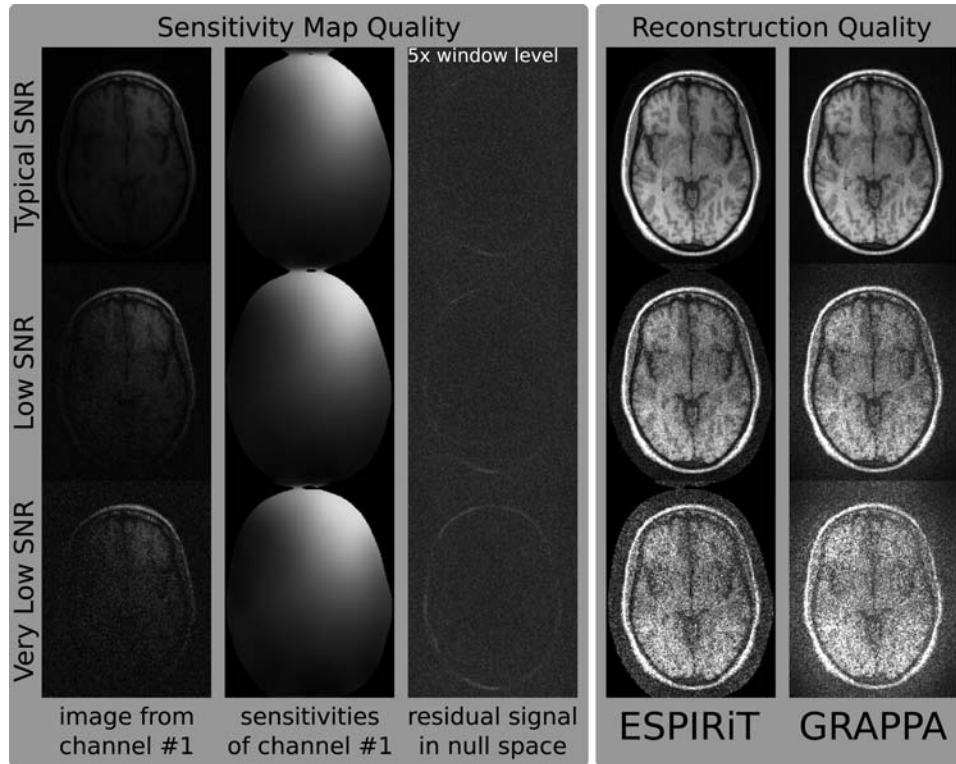 Sensitivity Map Quality
Reconstruction Quality
5x window level
Typical SNR
Low SNR
Very Low SNR
image from
channel #1
sensitivities
of channel #1
residual signal
in null space
ESPIRiT
GRAPPA